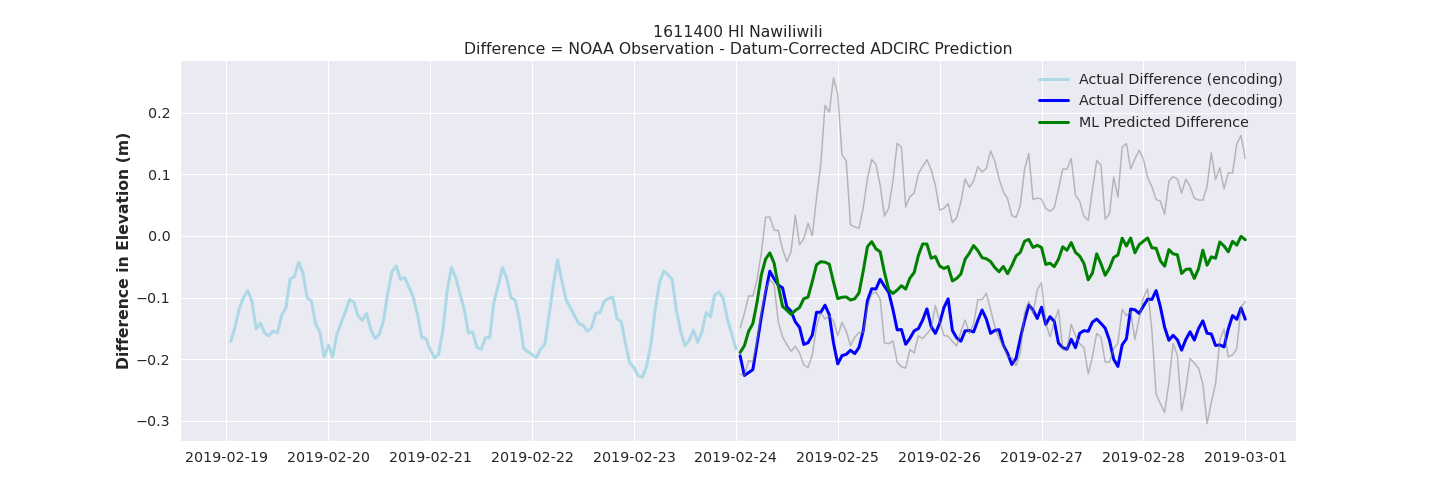 1611400 HI Nawiliwili
Difference = NOAA Observation - Datum-Corrected ADCIRC Prediction
Actual Difference (encoding)
Actual Difference (decoding)
ML Predicted Difference
Difference in Elevation (m)
0.2
0.1
0.0
−0.1
−0.2
−0.3
2019-02-19 2019-02-20 2019-02-21 2019-02-22 2019-02-23 2019-02-24 2019-02-25 2019-02-26 2019-02-27 2019-02-28 2019-03-01